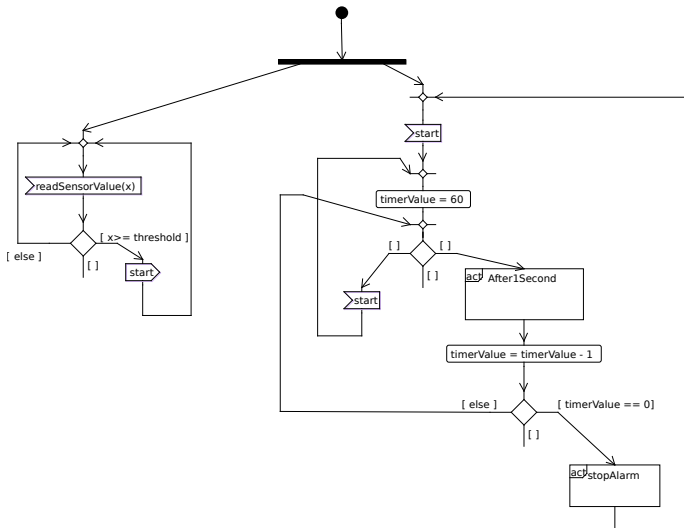 start
readSensorValue(x)
timerValue = 60
[ x>= threshold ]
[ else ]
[ ]
start
[ ]
[ ]
[ ]
act
After1Second
start
timerValue = timerValue - 1
[ else ]
[ timerValue == 0]
[ ]
act
stopAlarm